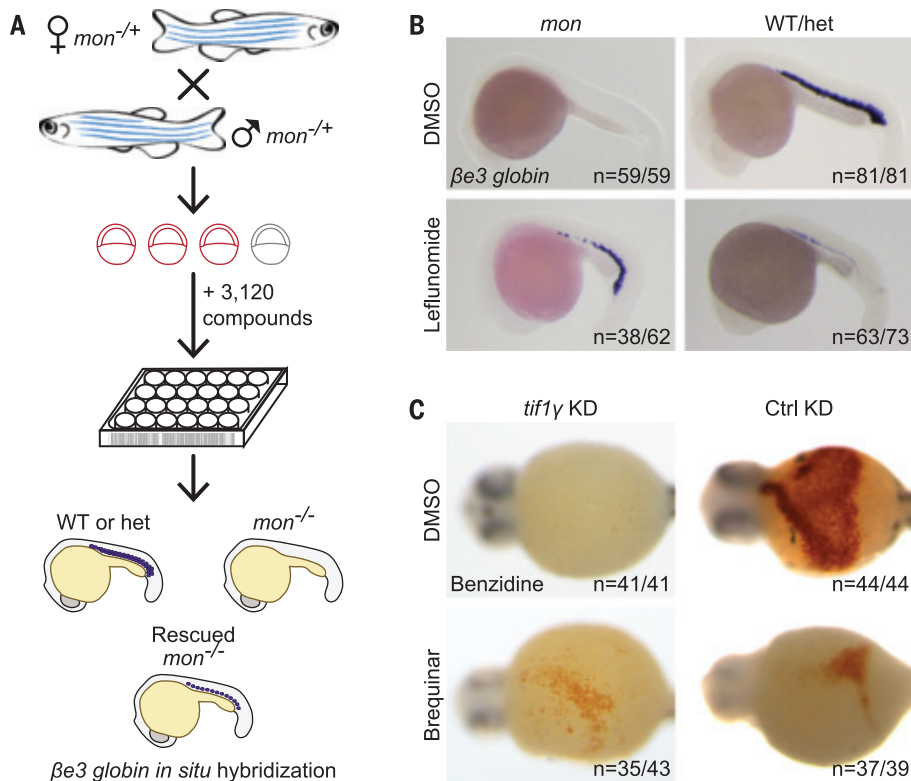 A
♀ mon-/+
♂ mon-/+
+ 3,120
compounds
WT or het
mon-/-
Rescued
mon-/-
βe3 globin in situ hybridization
B
mon
WT/het
DMSO
βe3 globin
n=59/59
n=81/81
Leflunomide
n=38/62
n=63/73
C
tif1γ KD
Ctrl KD
DMSO
Benzidine
n=41/41
n=44/44
Brequinar
n=35/43
n=37/39